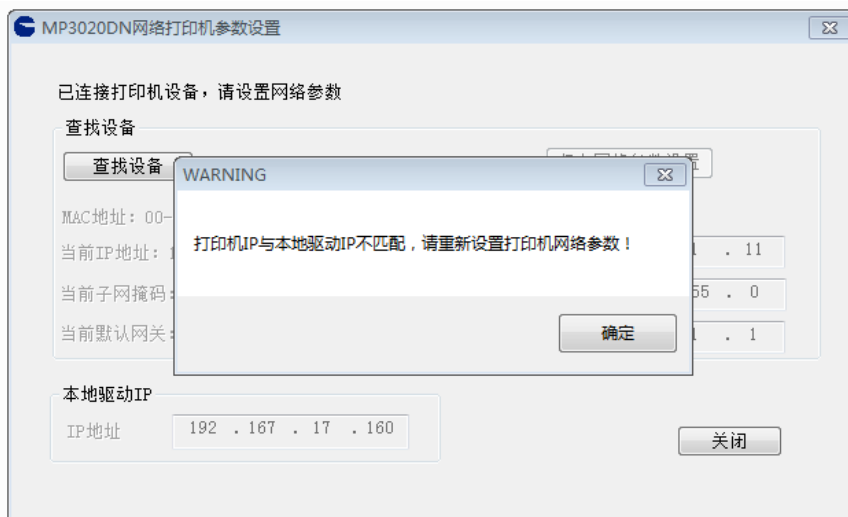 MP3020DN网络打印机参数设置
已连接打印机设备，请设置网络参数
查找设备
查找设备
WARNING
打印机IP与本地驱动IP不匹配，请重新设置打印机网络参数！
确定
MAC地址：00-
当前IP地址：1
1 . 11
当前子网掩码：
55 . 0
当前默认网关：
1 . 1
本地驱动IP
IP地址
192 . 167 . 17 . 160
关闭